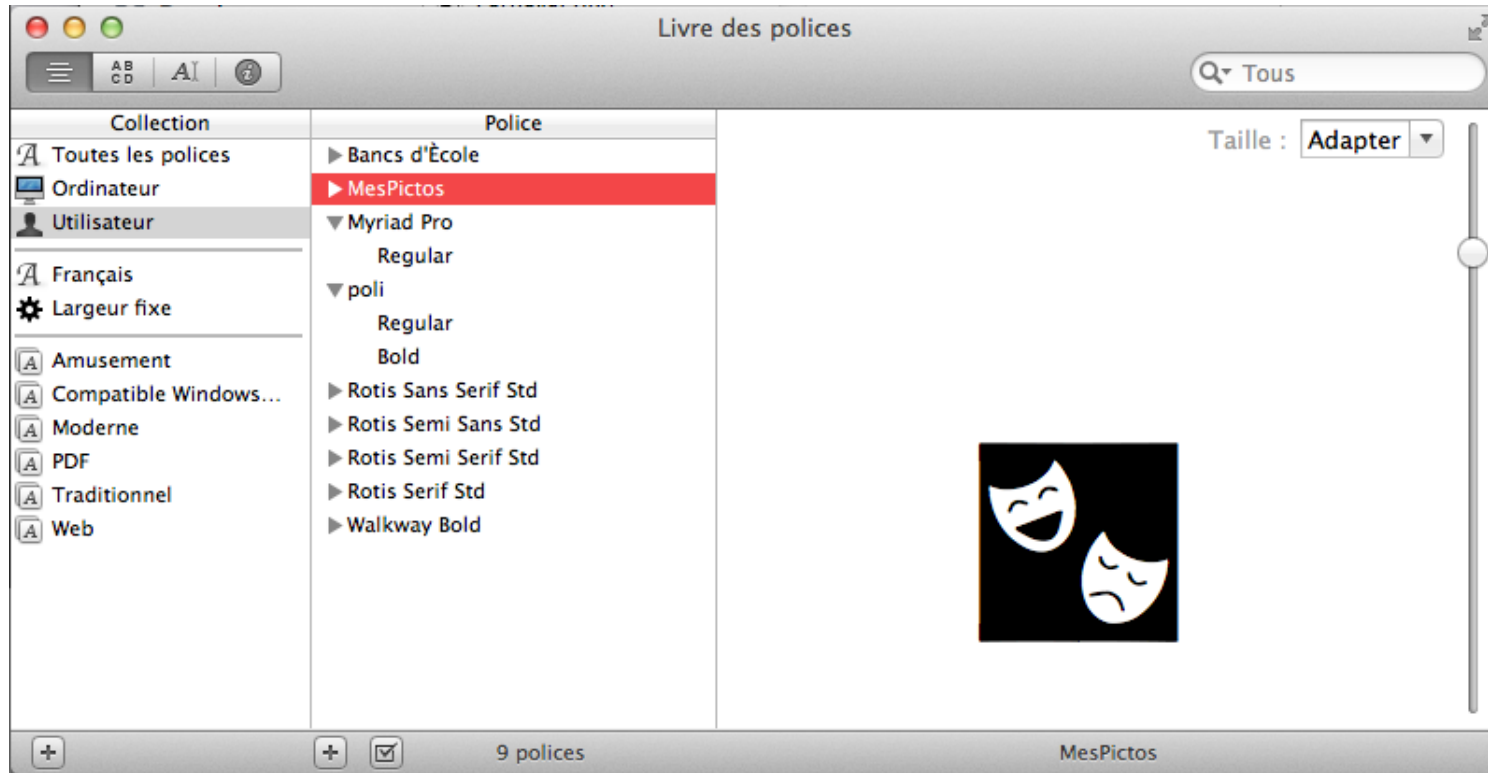 Livre des polices
AB
CD
AI
Tous
Collection
Toutes les polices
Ordinateur
Utilisateur
Français
Largeur fixe
Amusement
Compatible Windows...
Moderne
PDF
Traditionnel
Web
Police
Bancs d'Ècole
MesPictos
Myriad Pro
Regular
poli
Regular
Bold
Rotis Sans Serif Std
Rotis Semi Sans Std
Rotis Semi Serif Std
Rotis Serif Std
Walkway Bold
Taille : Adapter
9 polices
MesPictos